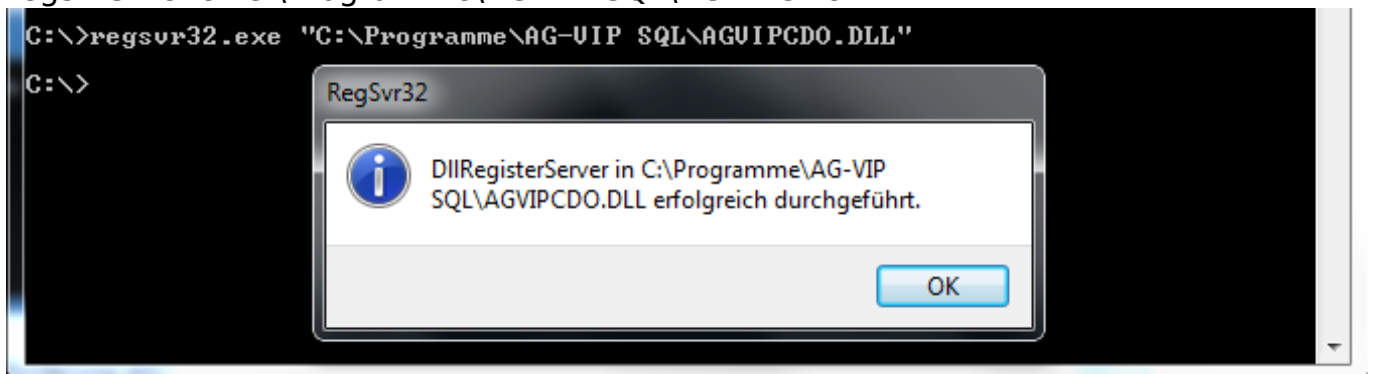 C:\>regsvr32.exe "C:\Programme\AG-VIP SQL\AGVIPCDO.DLL"
C:\>
RegSvr32
DllRegisterServer in C:\Programme\AG-VIP
SQL\AGVIPCDO.DLL erfolgreich durchgeführt.
OK